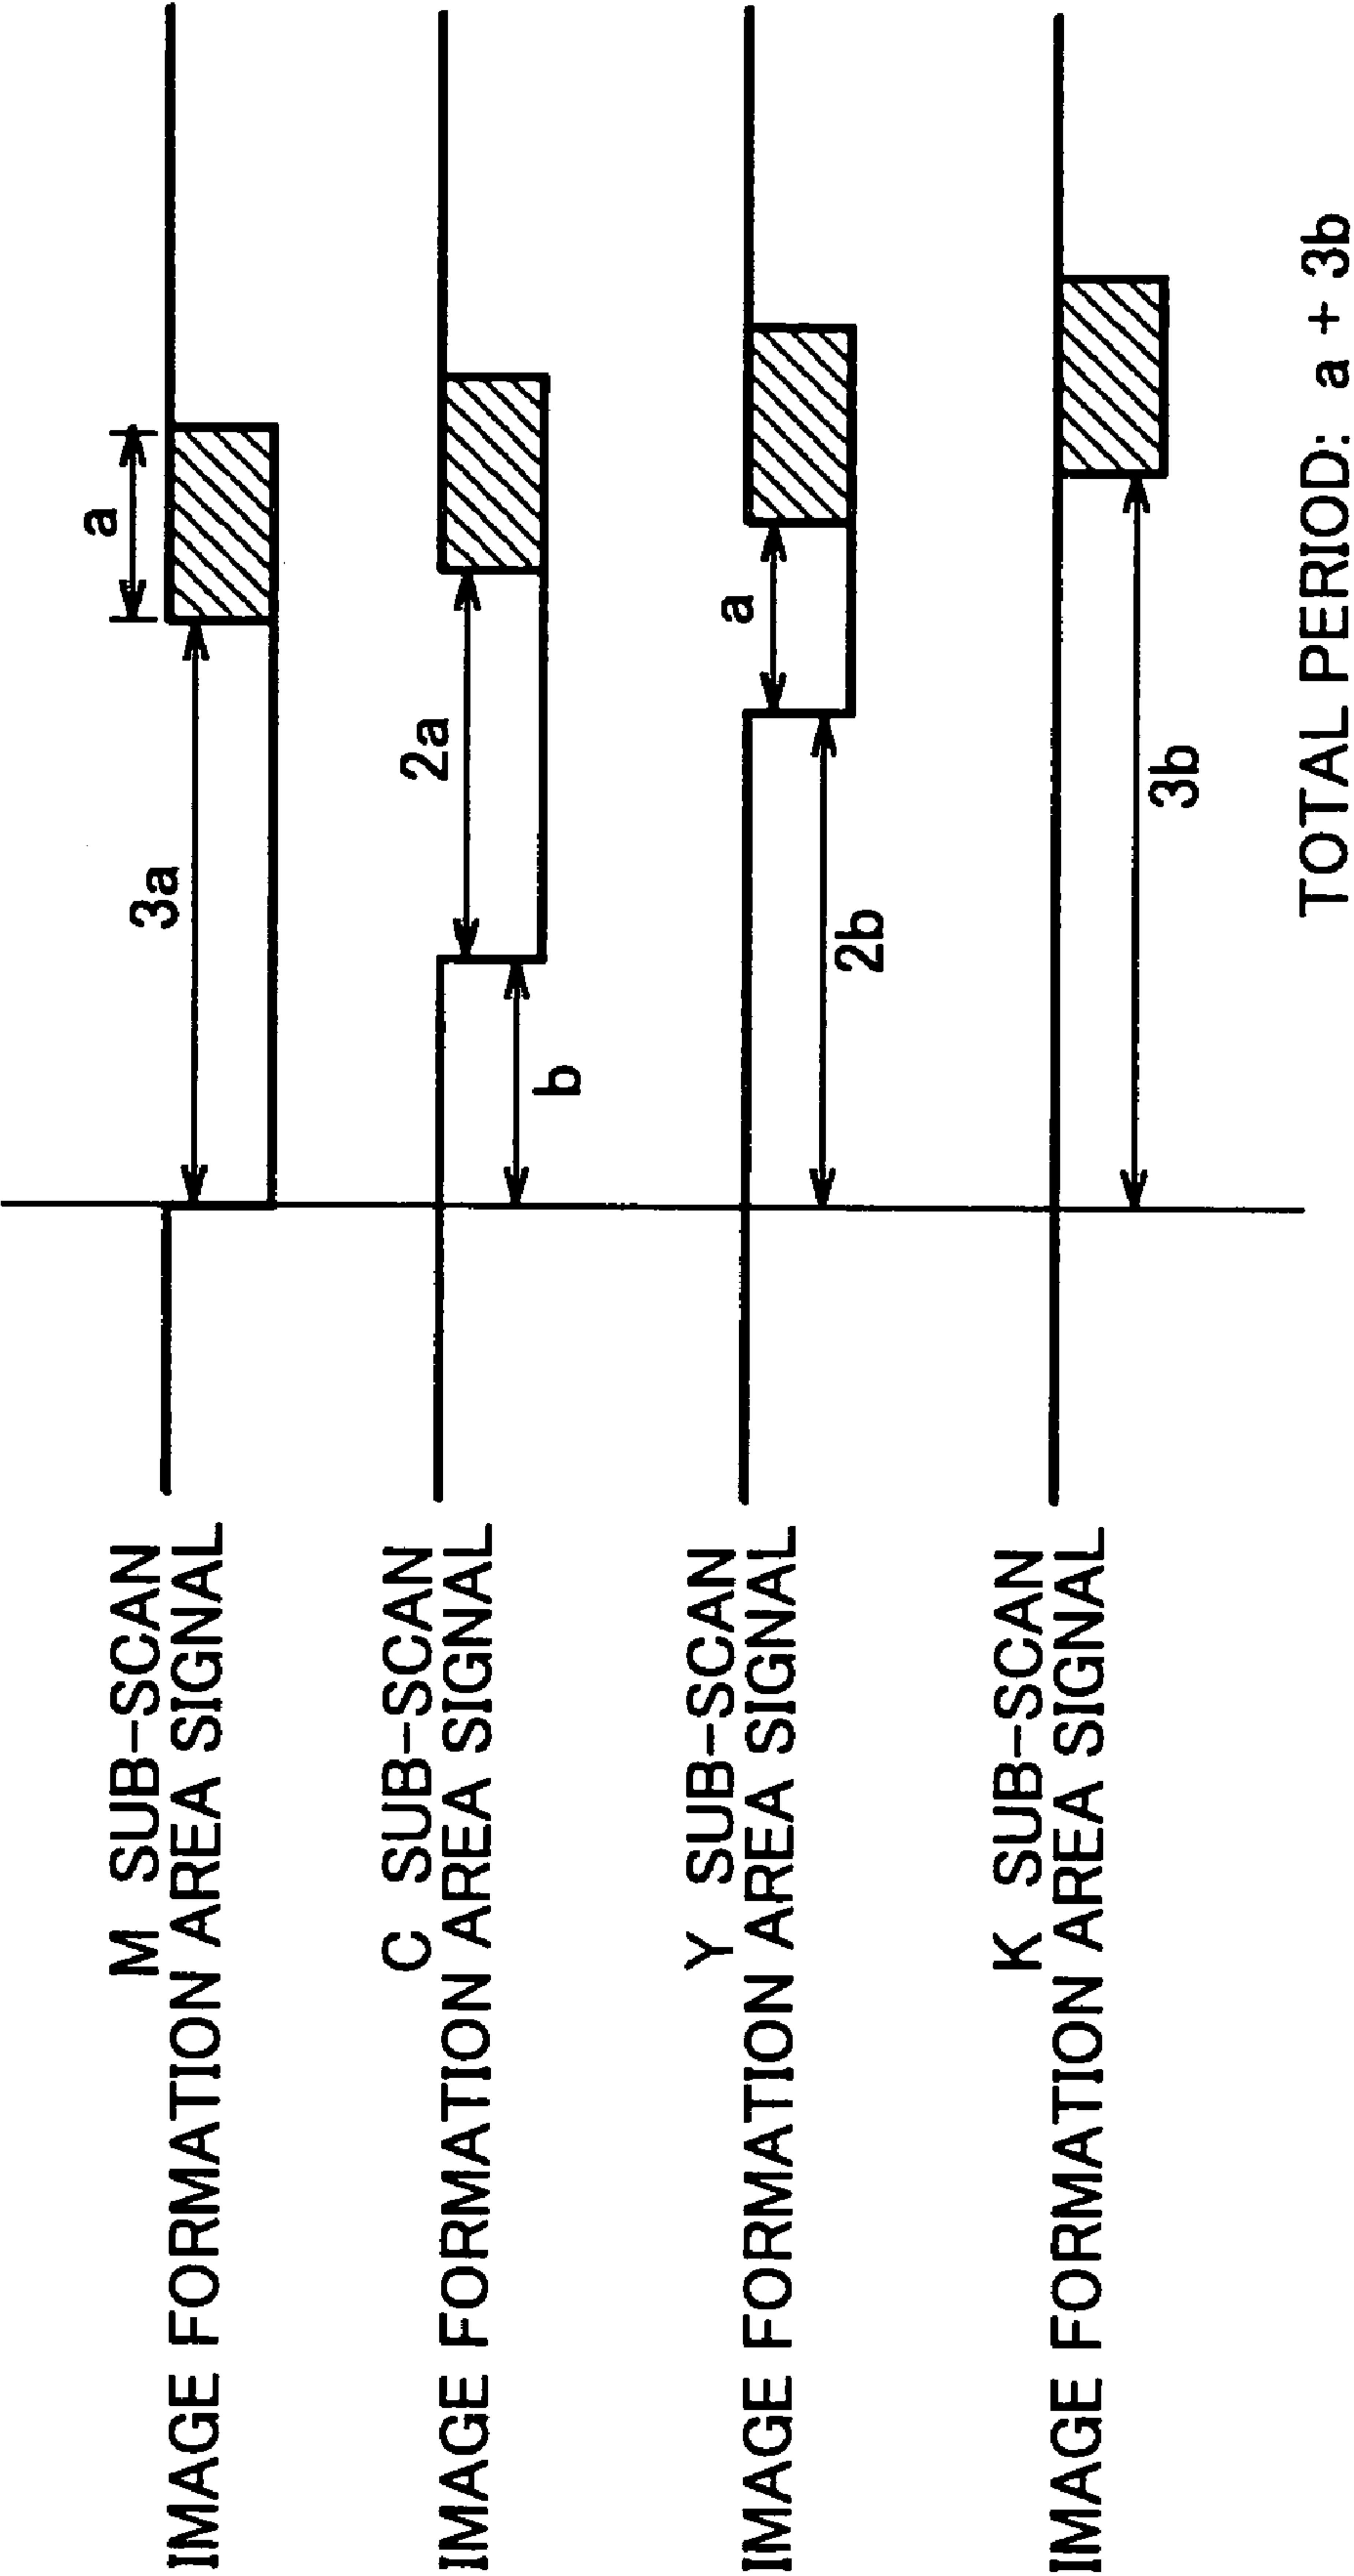 M SUB-SCAN
IMAGE FORMATION AREA SIGNAL
3a
a
C SUB-SCAN
IMAGE FORMATION AREA SIGNAL
b
2a
Y SUB-SCAN
IMAGE FORMATION AREA SIGNAL
2b
a
K SUB-SCAN
IMAGE FORMATION AREA SIGNAL
3b
TOTAL PERIOD: a + 3b